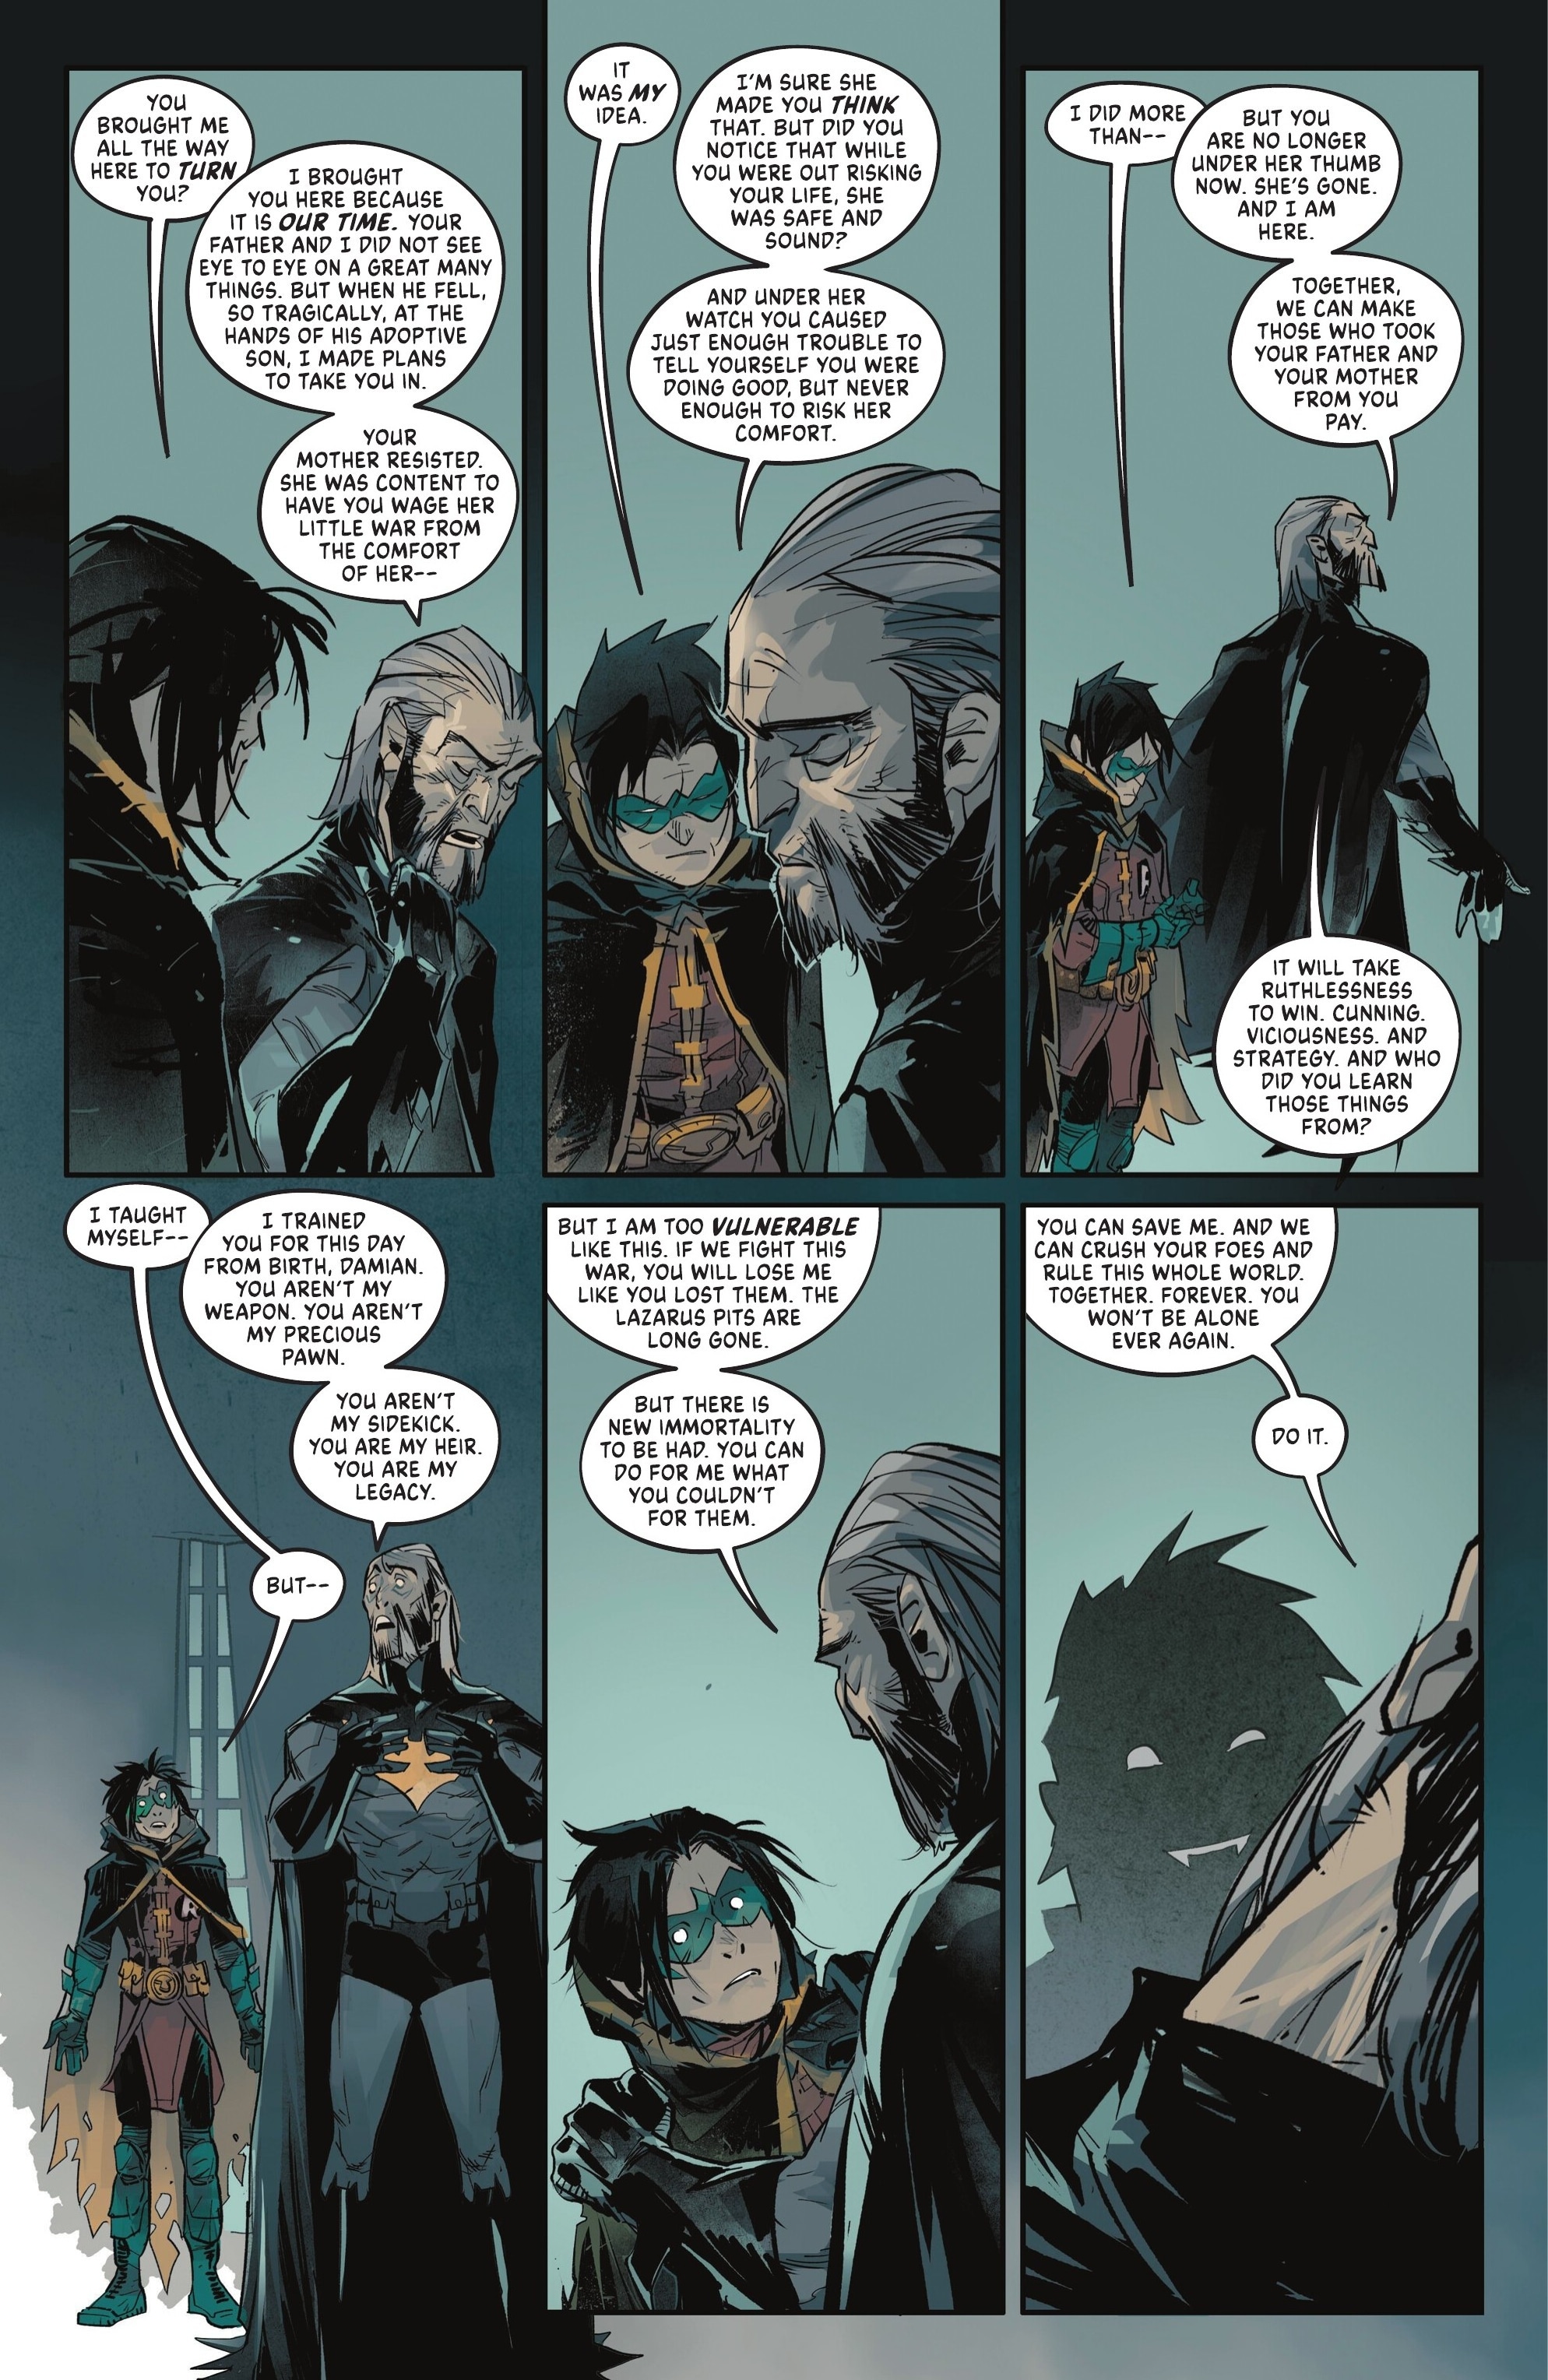 YOU
BROUGHT ME
ALL THE WAY
HERE TO TURN
YOU?
I BROUGHT
YOU HERE BECAUSE
IT IS OUR TIME. YOUR
FATHER AND I DID NOT SEE
EYE TO EYE ON A GREAT MANY
THINGS. BUT WHEN HE FELL,
SO TRAGICALLY, AT THE
HANDS OF HIS ADOPTIVE
SON, I MADE PLANS
TO TAKE YOU IN.
YOUR
MOTHER RESISTED.
SHE WAS CONTENT TO
HAVE YOU WAGE HER
LITTLE WAR FROM
THE COMFORT
OF HER--
IT
WAS MY
IDEA.
I'M SURE SHE
MADE YOU THINK
THAT. BUT DID YOU
NOTICE THAT WHILE
YOU WERE OUT RISKING
YOUR LIFE, SHE
WAS SAFE AND
SOUND?
AND UNDER HER
WATCH YOU CAUSED
JUST ENOUGH TROUBLE TO
TELL YOURSELF YOU WERE
DOING GOOD, BUT NEVER
ENOUGH TO RISK HER
COMFORT.
I DID MORE
THAN--
BUT YOU
ARE NO LONGER
UNDER HER THUMB
NOW. SHE'S GONE.
AND I AM
HERE.
TOGETHER,
WE CAN MAKE
THOSE WHO TOOK
YOUR FATHER AND
YOUR MOTHER
FROM YOU
PAY.
IT WILL TAKE
RUTHLESSNESS
TO WIN. CUNNING.
VICIOUSNESS. AND
STRATEGY. AND WHO
DID YOU LEARN
THOSE THINGS
FROM?
I TAUGHT
MYSELF--
I TRAINED
YOU FOR THIS DAY
FROM BIRTH, DAMIAN.
YOU AREN'T MY
WEAPON. YOU AREN'T
MY PRECIOUS
PAWN.
YOU AREN'T
MY SIDEKICK.
YOU ARE MY HEIR.
YOU ARE MY
LEGACY.
BUT--
BUT I AM TOO VULNERABLE
LIKE THIS. IF WE FIGHT THIS
WAR, YOU WILL LOSE ME
LIKE YOU LOST THEM. THE
LAZARUS PITS ARE
LONG GONE.
BUT THERE IS
NEW IMMORTALITY
TO BE HAD. YOU CAN
DO FOR ME WHAT
YOU COULDN'T
FOR THEM.
YOU CAN SAVE ME. AND WE
CAN CRUSH YOUR FOES AND
RULE THIS WHOLE WORLD.
TOGETHER. FOREVER. YOU
WON'T BE ALONE
EVER AGAIN.
DO IT.